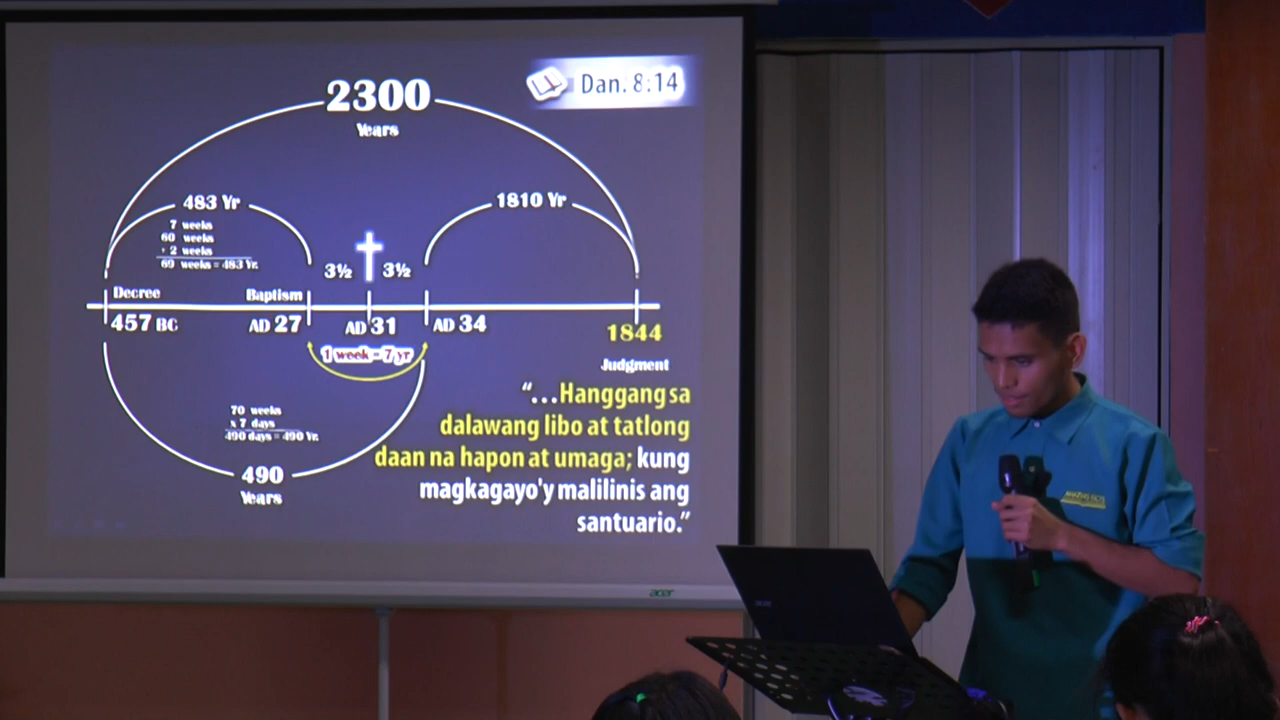 2300
Years
Dan. 8:14
483 Yr
1810 Yr
7 weeks
60 weeks
+ 2 weeks
69 weeks = 483 Yr.
3½ 3½
Decree
Baptism
457 BC
AD 27
AD 31
AD 34
1844
Judgment
1 week = 7 yr
70 weeks
x 7 days
490 days = 490 Yr.
490
Years
“...Hanggang sa
dalawang libo at tatlong
daan na hapon at umaga; kung
magkagayo'y malilinis ang
santuario.”
acer